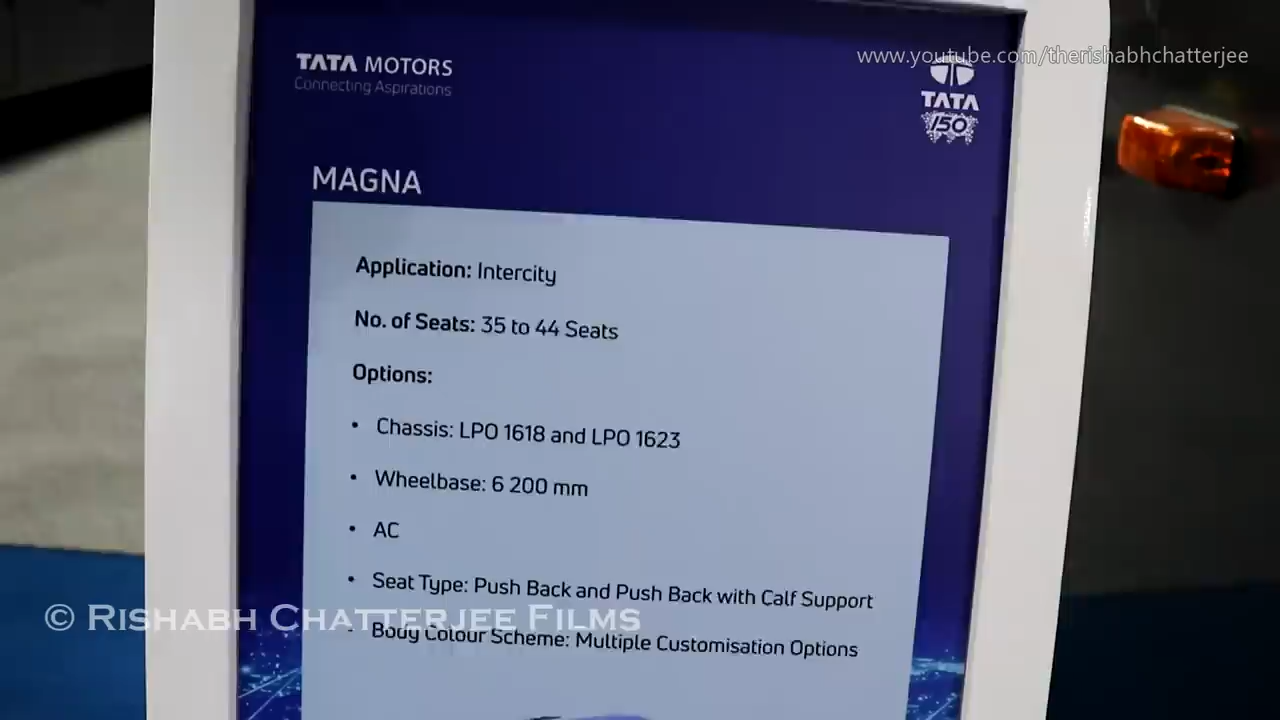 www.youtube.com/therishabhchatterjee
TATA MOTORS
Connecting Aspirations
TATA
150
MAGNA
Application: Intercity
No. of Seats: 35 to 44 Seats
Options:
• Chassis: LPO 1618 and LPO 1623
• Wheelbase: 6 200 mm
• AC
• Seat Type: Push Back and Push Back with Calf Support
© Rishabh Chatterjee Films
- Body Colour Scheme: Multiple Customisation Options